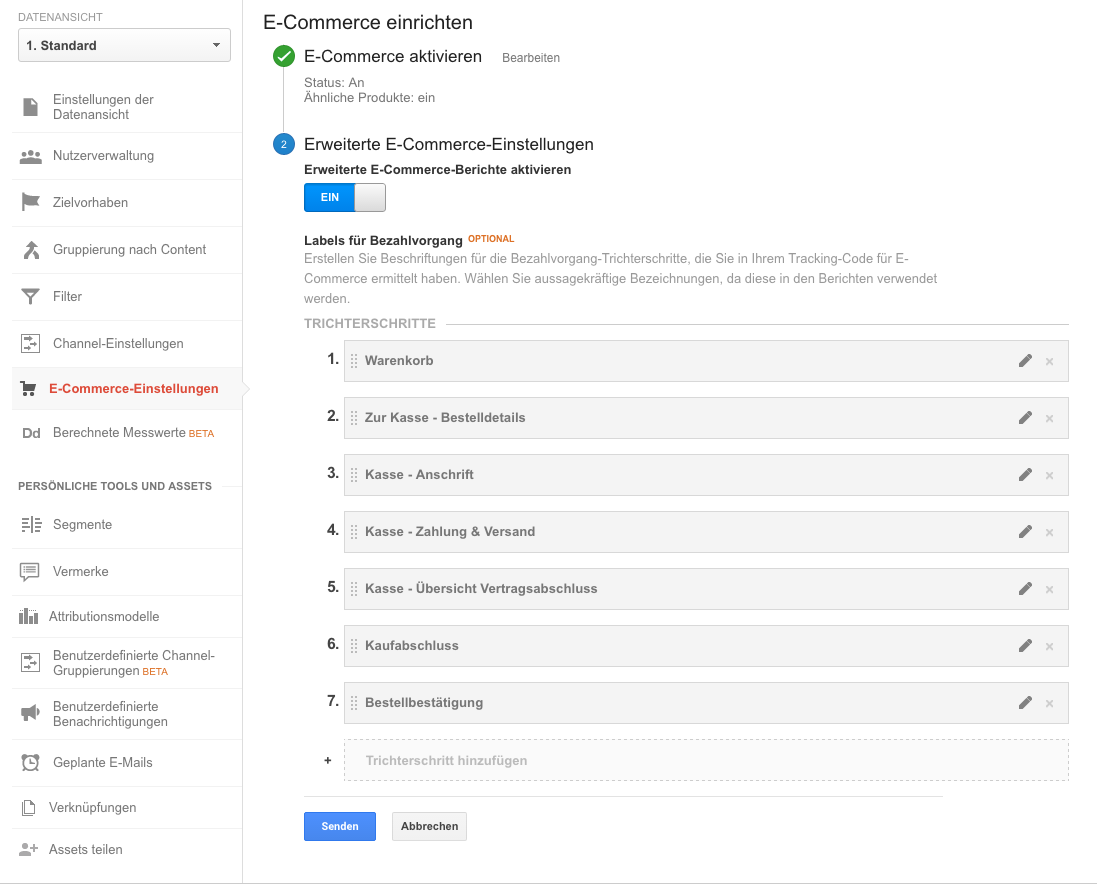 DATENANSICHT
1. Standard
Einstellungen der
Datenansicht
Nutzerverwaltung
Zielvorhaben
Gruppierung nach Content
Filter
Channel-Einstellungen
E-Commerce-Einstellungen
Dd Berechnete Messwerte BETA
PERSÖNLICHE TOOLS UND ASSETS
Segmente
Vermerke
Attributionsmodelle
Benutzerdefinierte Channel-
Gruppierungen BETA
Benutzerdefinierte
Benachrichtigungen
Geplante E-Mails
Verknüpfungen
Assets teilen
E-Commerce einrichten
E-Commerce aktivieren Bearbeiten
Status: An
Ähnliche Produkte: ein
2 Erweiterte E-Commerce-Einstellungen
Erweiterte E-Commerce-Berichte aktivieren
EIN
Labels für Bezahlvorgang OPTIONAL
Erstellen Sie Beschriftungen für die Bezahlvorgang-Trichterschritte, die Sie in Ihrem Tracking-Code für E-
Commerce ermittelt haben. Wählen Sie aussagekräftige Bezeichnungen, da diese in den Berichten verwendet
werden.
TRICHTERSCHRITTE
1. Warenkorb ×
2. Zur Kasse - Bestelldetails ×
3. Kasse - Anschrift ×
4. Kasse - Zahlung & Versand ×
5. Kasse - Übersicht Vertragsabschluss ×
6. Kaufabschluss ×
7. Bestellbestätigung ×
+ Trichterschritt hinzufügen
Senden Abbrechen